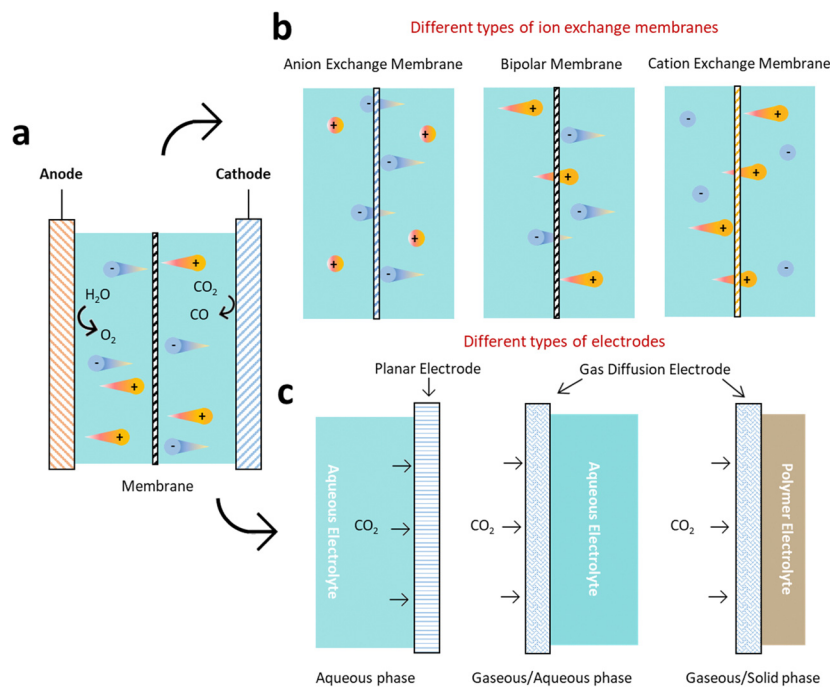 a
Anode
Cathode
H2O
O2
CO2
CO
-
+
-
-
+
+
+
-
Membrane
b
Different types of ion exchange membranes
Anion Exchange Membrane
Bipolar Membrane
Cation Exchange Membrane
-
+
+
-
-
+
+
-
+
-
+
-
-
+
+
-
-
+
-
+
+
-
c
Different types of electrodes
Planar Electrode
Gas Diffusion Electrode
Aqueous Electrolyte
CO2
Aqueous phase
CO2
Aqueous Electrolyte
Gaseous/Aqueous phase
CO2
Polymer Electrolyte
Gaseous/Solid phase